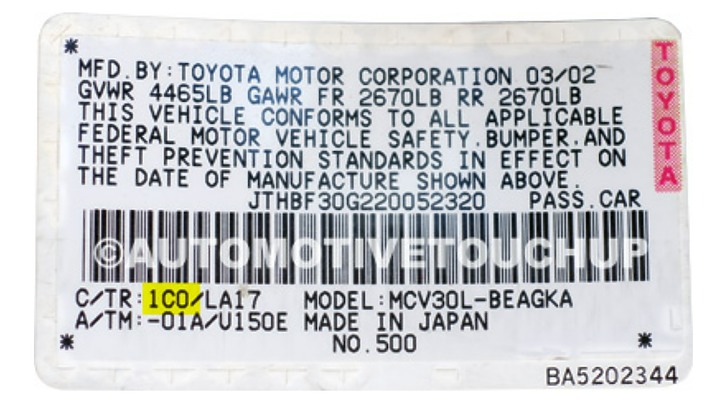 *
MFD.BY:TOYOTA MOTOR CORPORATION 03/02
GVWR 4465LB GAWR FR 2670LB RR 2670LB
THIS VEHICLE CONFORMS TO ALL APPLICABLE
FEDERAL MOTOR VEHICLE SAFETY.BUMPER.AND
THEFT PREVENTION STANDARDS IN EFFECT ON
THE DATE OF MANUFACTURE SHOWN ABOVE.
JTHBF30G220052320 PASS.CAR
TOYOTA
©AUTOMOTIVETOUCHUP
C/TR:1C0/LA17 MODEL:MCV30L-BEAGKA
A/TM:-01A/U150E MADE IN JAPAN
* NO.500 *
BA5202344